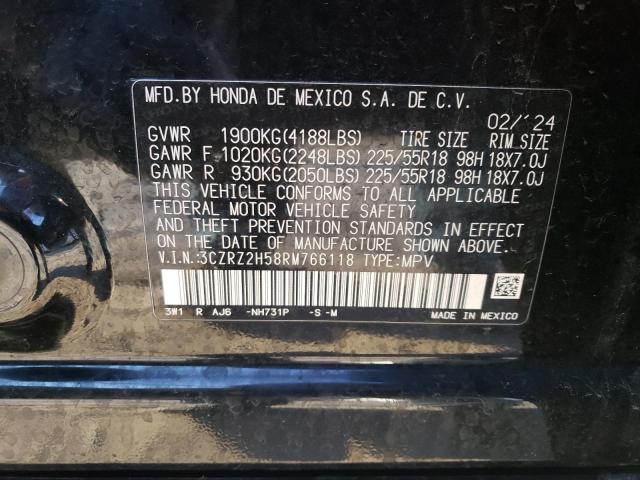 MFD.BY HONDA DE MEXICO S.A. DE C.V.
02/'24
GVWR 1900KG(4188LBS) TIRE SIZE RIM SIZE
GAWR F 1020KG(2248LBS) 225/55R18 98H 18X7.0J
GAWR R 930KG(2050LBS) 225/55R18 98H 18X7.0J
THIS VEHICLE CONFORMS TO ALL APPLICABLE
FEDERAL MOTOR VEHICLE SAFETY
AND THEFT PREVENTION STANDARDS IN EFFECT
ON THE DATE OF MANUFACTURE SHOWN ABOVE.
V.I.N.:3CZRZ2H58RM766118 TYPE:MPV
3W1 R AJ6 -NH731P -S -M